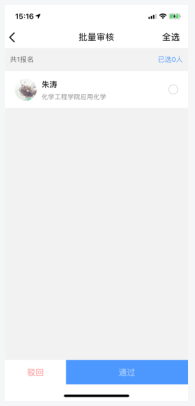 15:16
批量审核 全选
共1报名 已选0人
朱涛
化学工程学院应用化学
驳回 通过